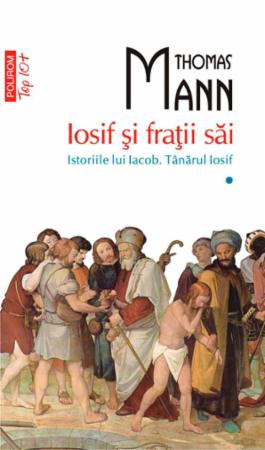 POLIROM
Top 10+
THOMAS
MANN
Iosif şi fraţii săi
Istoriile lui Iacob. Tânărul Iosif